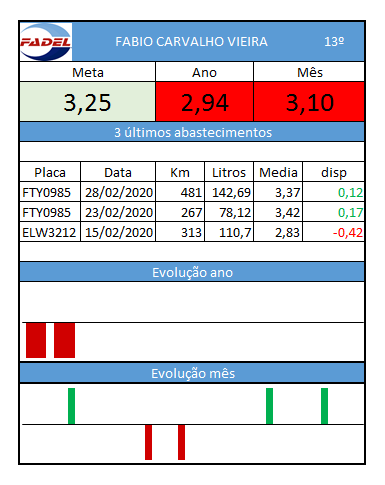 FADEL FABIO CARVALHO VIEIRA 13º
Meta Ano Mês
3,25 2,94 3,10
3 últimos abastecimentos
Placa Data Km Litros Media disp
FTY0985 28/02/2020 481 142,69 3,37 0,12
FTY0985 23/02/2020 267 78,12 3,42 0,17
ELW3212 15/02/2020 313 110,7 2,83 -0,42
Evolução ano
Evolução mês